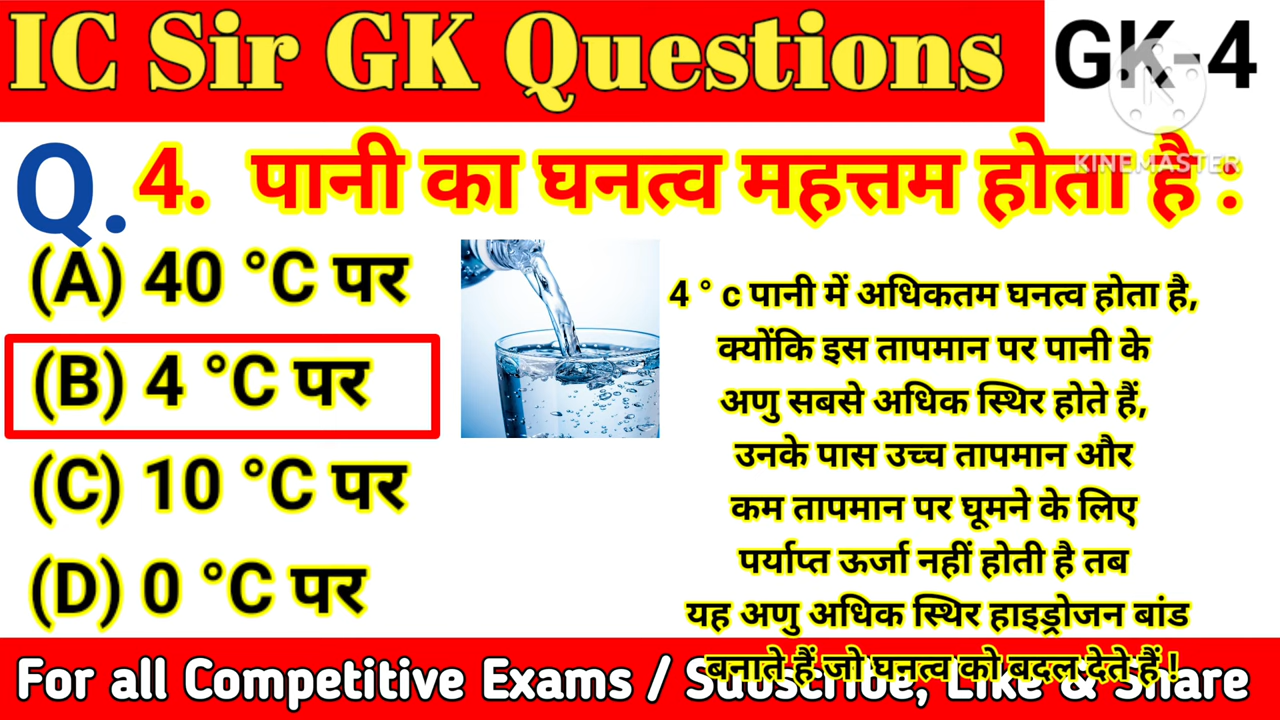 IC Sir GK Questions
GK-4
KINEMASTER
Q. 4. पानी का घनत्व महत्तम होता है :
(A) 40 °C पर
(B) 4 °C पर
(C) 10 °C पर
(D) 0 °C पर
4 ° c पानी में अधिकतम घनत्व होता है,
क्योंकि इस तापमान पर पानी के
अणु सबसे अधिक स्थिर होते हैं,
उनके पास उच्च तापमान और
कम तापमान पर घूमने के लिए
पर्याप्त ऊर्जा नहीं होती है तब
यह अणु अधिक स्थिर हाइड्रोजन बांड
बनाते हैं जो घनत्व को बदल देते हैं !
For all Competitive Exams / Subscribe, Like & Share